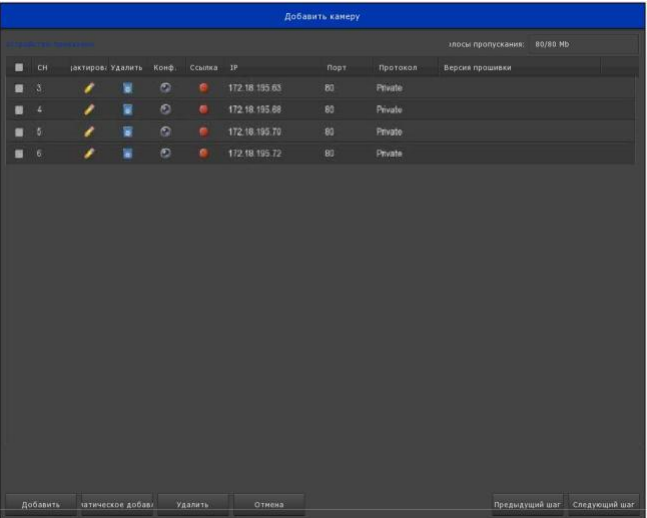 Добавить камеру
лосы пропускания: 80/80 Mb
CH дактирова Удалить Конф. Ссылка IP Порт Протокол Версия прошивки
3 172.18.195.63 80 Private
4 172.18.195.68 80 Private
5 172.18.195.70 80 Private
6 172.18.195.72 80 Private
Добавить матическое добав Удалить Отмена Предыдущий шаг Следующий шаг